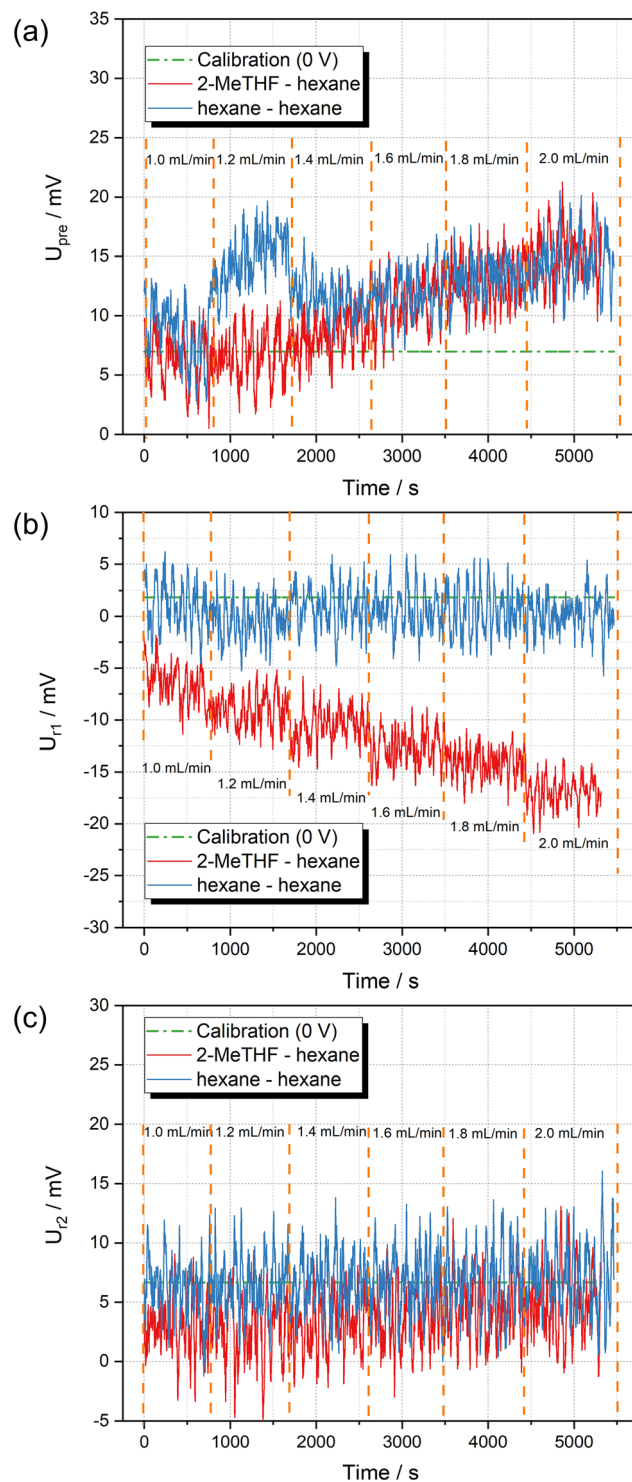 (a)
35
30
25
20
15
10
5
0
U_pre / mV
Calibration (0 V)
2-MeTHF - hexane
hexane - hexane
1.0 mL/min 1.2 mL/min 1.4 mL/min 1.6 mL/min 1.8 mL/min 2.0 mL/min
0 1000 2000 3000 4000 5000
Time / s
(b)
10
5
0
-5
-10
-15
-20
-25
-30
U_r1 / mV
1.0 mL/min
1.2 mL/min
1.4 mL/min
1.6 mL/min
1.8 mL/min
2.0 mL/min
Calibration (0 V)
2-MeTHF - hexane
hexane - hexane
0 1000 2000 3000 4000 5000
Time / s
(c)
30
25
20
15
10
5
0
-5
U_r2 / mV
Calibration (0 V)
2-MeTHF - hexane
hexane - hexane
1.0 mL/min 1.2 mL/min 1.4 mL/min 1.6 mL/min 1.8 mL/min 2.0 mL/min
0 1000 2000 3000 4000 5000
Time / s